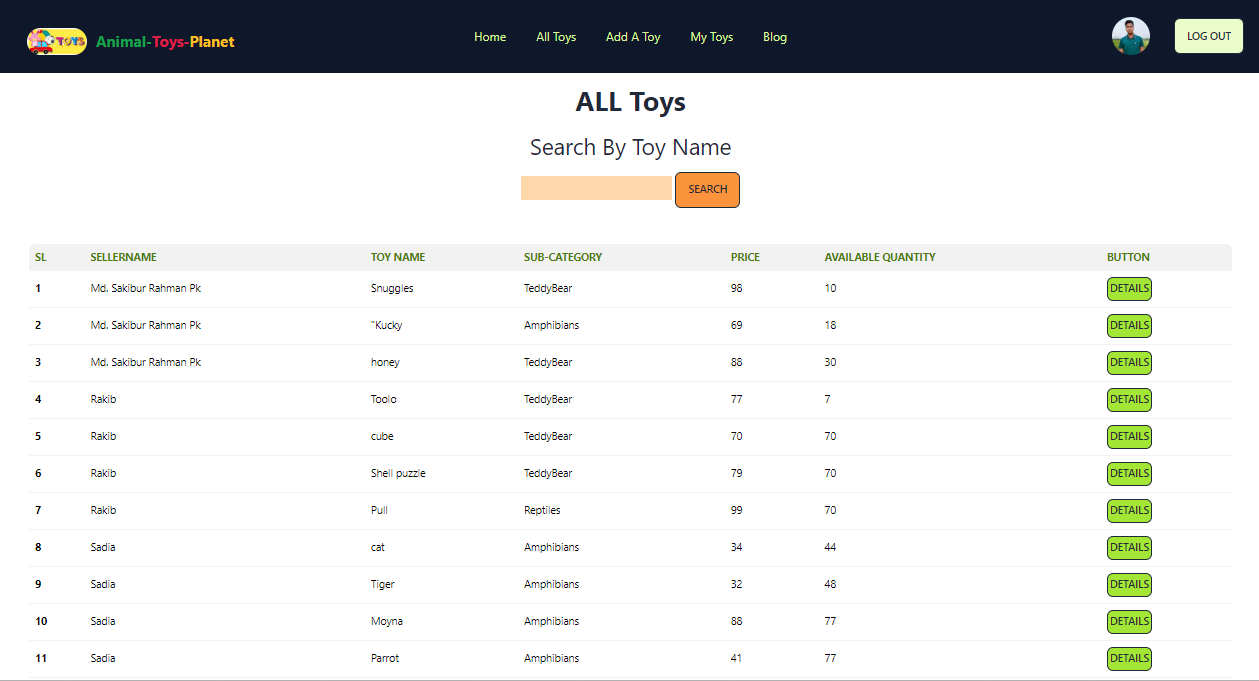 TOYS Animal-Toys-Planet Home All Toys Add A Toy My Toys Blog LOG OUT
ALL Toys
Search By Toy Name
SEARCH
SL SELLERNAME TOY NAME SUB-CATEGORY PRICE AVAILABLE QUANTITY BUTTON
1 Md. Sakibur Rahman Pk Snuggles TeddyBear 98 10 DETAILS
2 Md. Sakibur Rahman Pk "Kucky Amphibians 69 18 DETAILS
3 Md. Sakibur Rahman Pk honey TeddyBear 88 30 DETAILS
4 Rakib Toolo TeddyBear 77 7 DETAILS
5 Rakib cube TeddyBear 70 70 DETAILS
6 Rakib Shell puzzle TeddyBear 79 70 DETAILS
7 Rakib Pull Reptiles 99 70 DETAILS
8 Sadia cat Amphibians 34 44 DETAILS
9 Sadia Tiger Amphibians 32 48 DETAILS
10 Sadia Moyna Amphibians 88 77 DETAILS
11 Sadia Parrot Amphibians 41 77 DETAILS